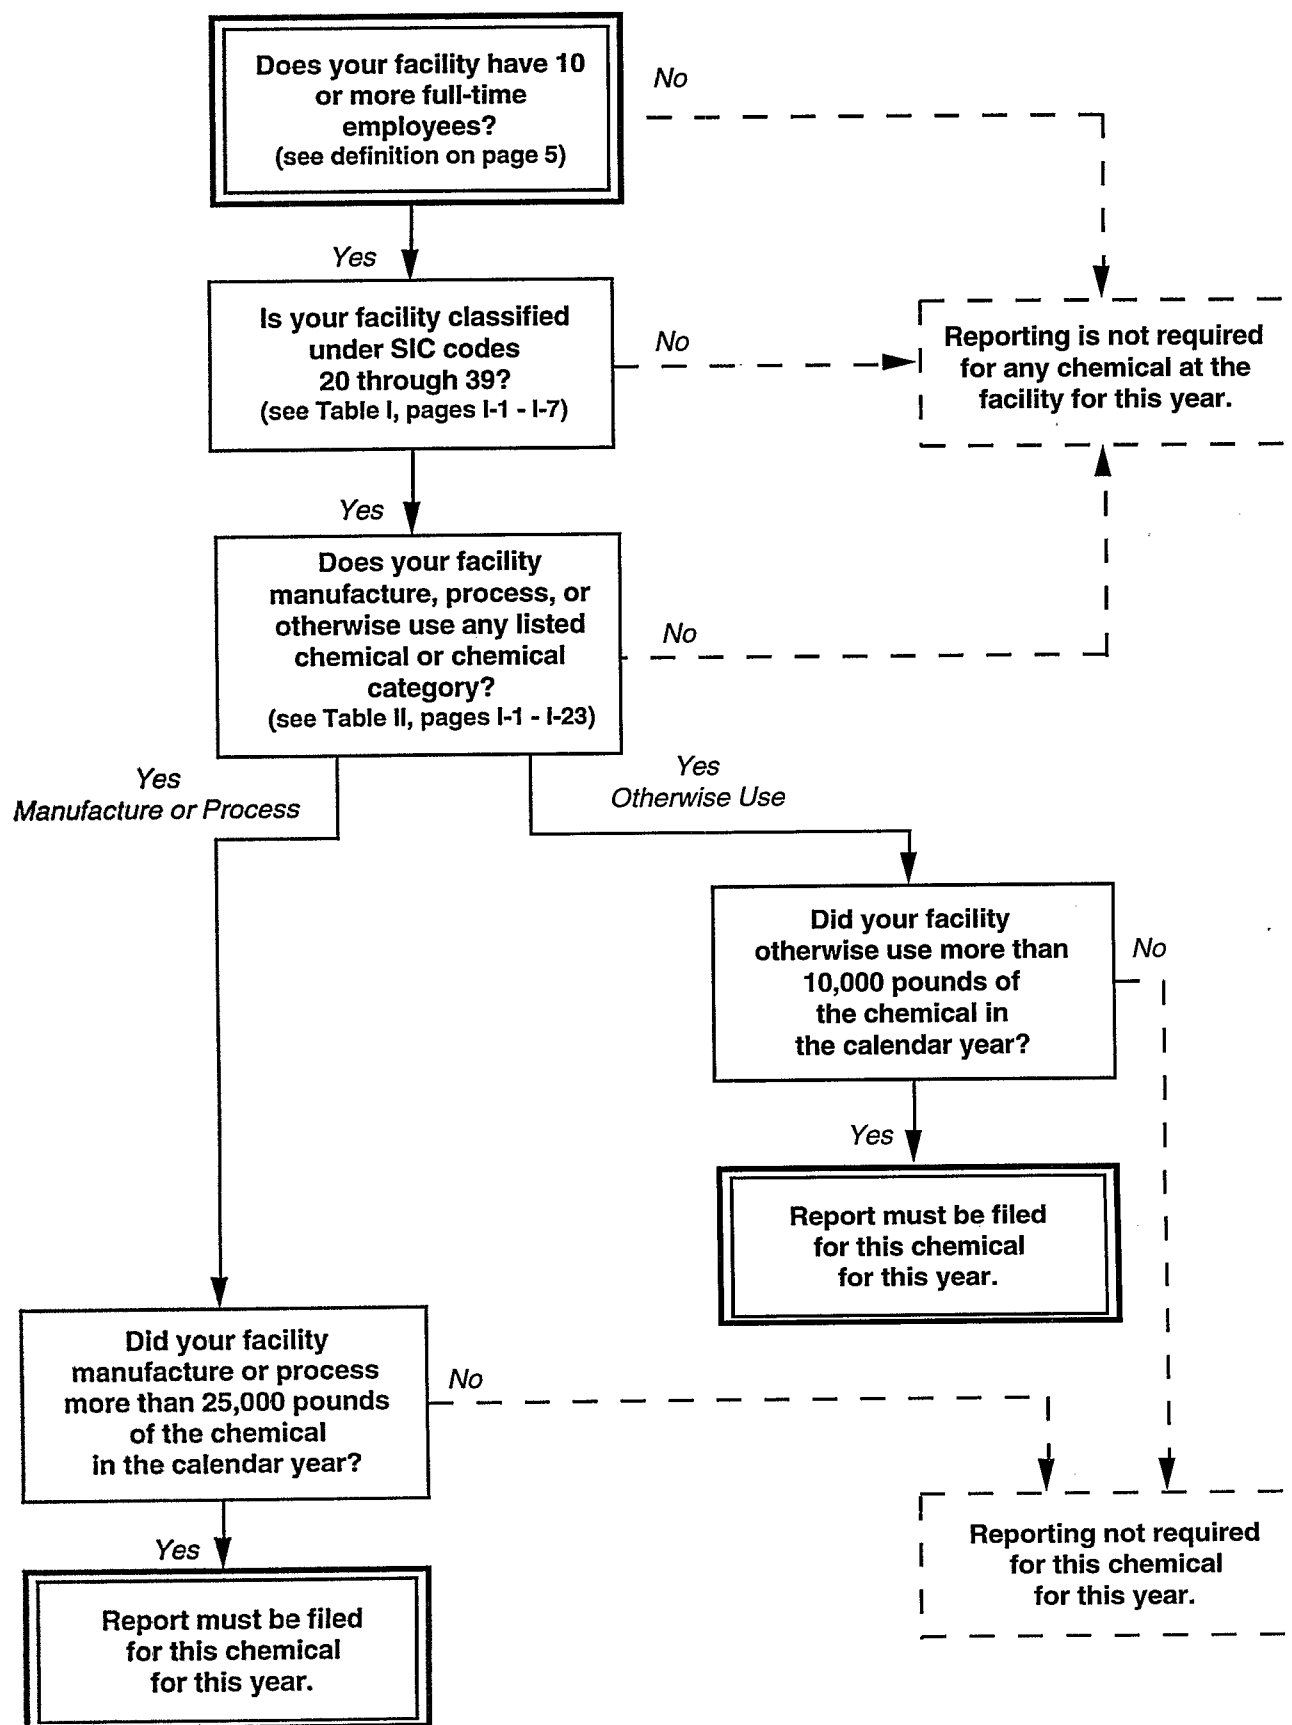 Does your facility have 10
or more full-time
employees?
(see definition on page 5)
No
Yes
Is your facility classified
under SIC codes
20 through 39?
(see Table I, pages I-1 - I-7)
No
Reporting is not required
for any chemical at the
facility for this year.
Yes
Does your facility
manufacture, process, or
otherwise use any listed
chemical or chemical
category?
(see Table II, pages I-1 - I-23)
No
Yes
Manufacture or Process
Yes
Otherwise Use
Did your facility
otherwise use more than
10,000 pounds of
the chemical in
the calendar year?
No
Yes
Report must be filed
for this chemical
for this year.
Did your facility
manufacture or process
more than 25,000 pounds
of the chemical
in the calendar year?
No
Yes
Reporting not required
for this chemical
for this year.
Report must be filed
for this chemical
for this year.